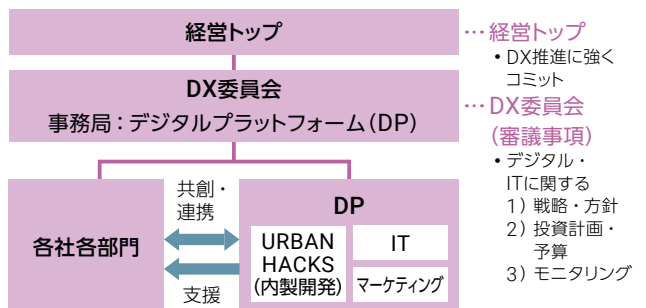 経営トップ
DX委員会
事務局：デジタルプラットフォーム（DP）
各社各部門
共創・
連携
支援
DP
URBAN
HACKS
(内製開発)
IT
マーケティング
…経営トップ
•DX推進に強く
コミット
…DX委員会
（審議事項）
•デジタル・
ITに関する
1）戦略・方針
2）投資計画・
予算
3）モニタリング